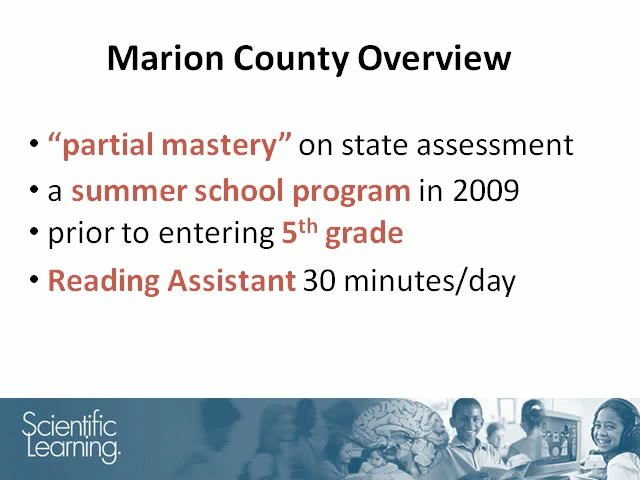 Marion County Overview
• “partial mastery” on state assessment
• a summer school program in 2009
• prior to entering 5th grade
• Reading Assistant 30 minutes/day
Scientific
Learning.